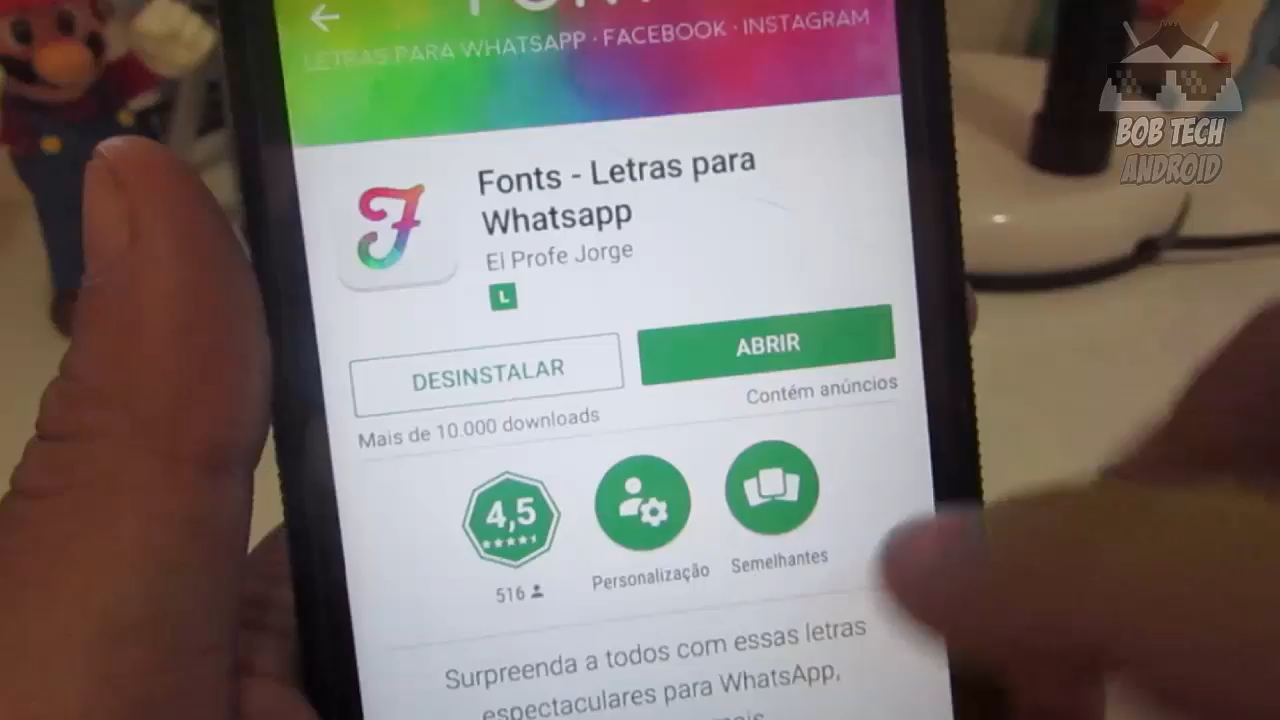 LETRAS PARA WHATSAPP · FACEBOOK · INSTAGRAM
BOB TECH
ANDROID
Fonts - Letras para
Whatsapp
El Profe Jorge
L
DESINSTALAR
ABRIR
Mais de 10.000 downloads
Contém anúncios
4,5
516
Personalização
Semelhantes
Surpreenda a todos com essas letras
espectaculares para WhatsApp,